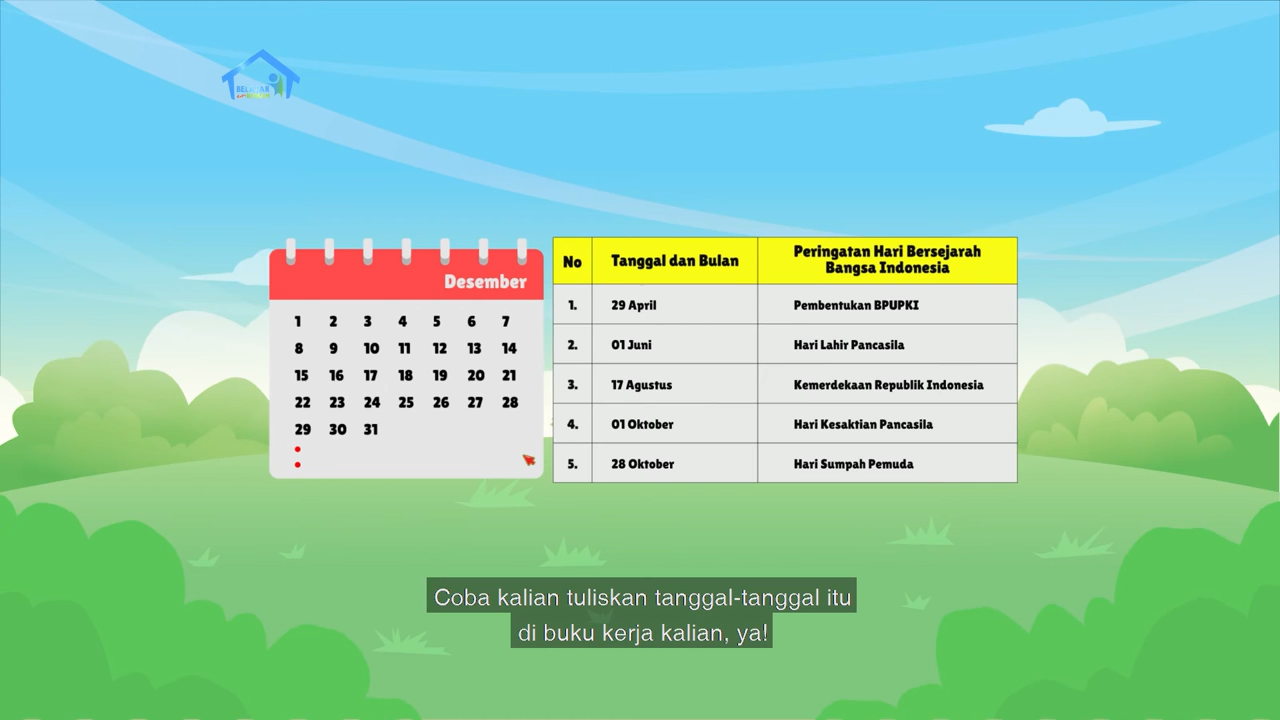 BELAJAR
Desember
1 2 3 4 5 6 7
8 9 10 11 12 13 14
15 16 17 18 19 20 21
22 23 24 25 26 27 28
29 30 31
No Tanggal dan Bulan Peringatan Hari Bersejarah
Bangsa Indonesia
1. 29 April Pembentukan BPUPKI
2. 01 Juni Hari Lahir Pancasila
3. 17 Agustus Kemerdekaan Republik Indonesia
4. 01 Oktober Hari Kesaktian Pancasila
5. 28 Oktober Hari Sumpah Pemuda
Coba kalian tuliskan tanggal-tanggal itu
di buku kerja kalian, ya!